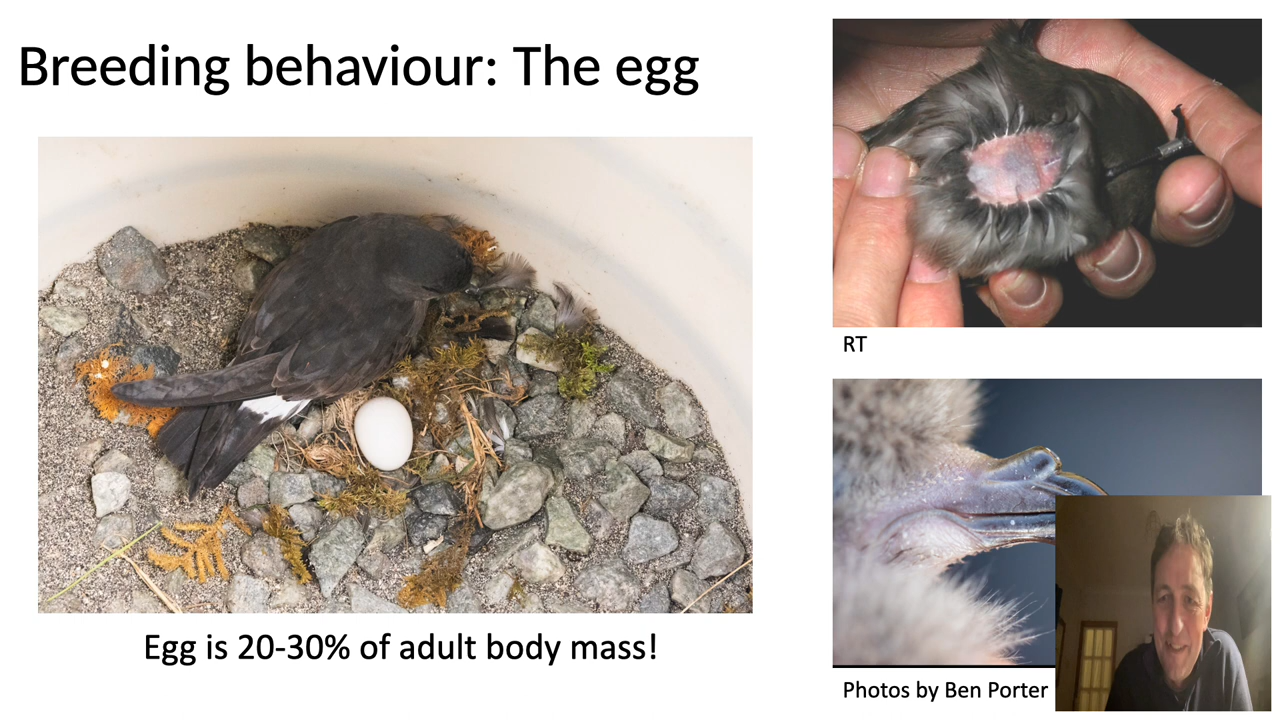 Breeding behaviour: The egg
RT
Egg is 20-30% of adult body mass!
Photos by Ben Porter